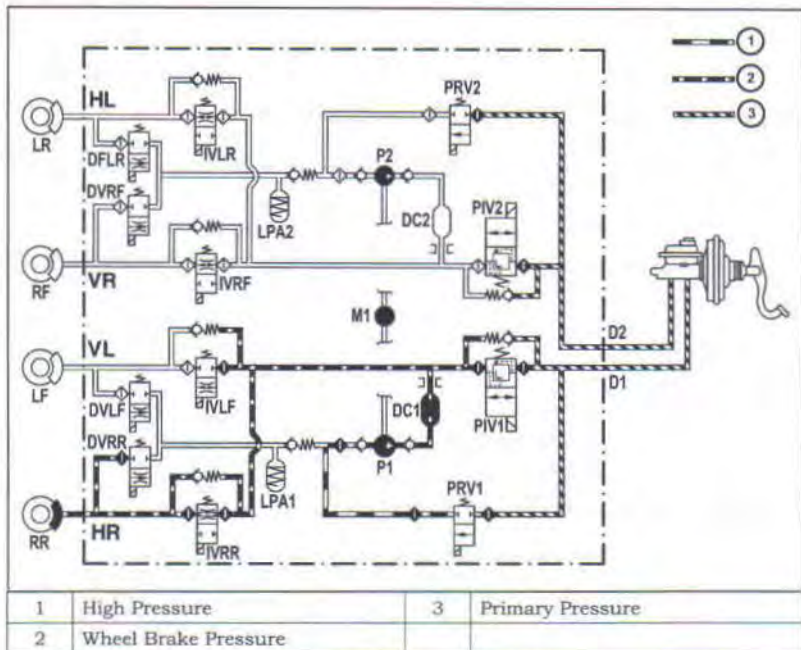 1
HL
PRV2
2
3
LR
DFLR
IVLR
P2
DVRF
DC2
PIV2
LPA2
RF
VR
IVRF
M1
VL
D2
D1
LF
DVLF
IVLF
DC1
PIV1
DVRR
P1
LPA1
PRV1
RR
HR
IVRR
1 High Pressure 3 Primary Pressure
2 Wheel Brake Pressure